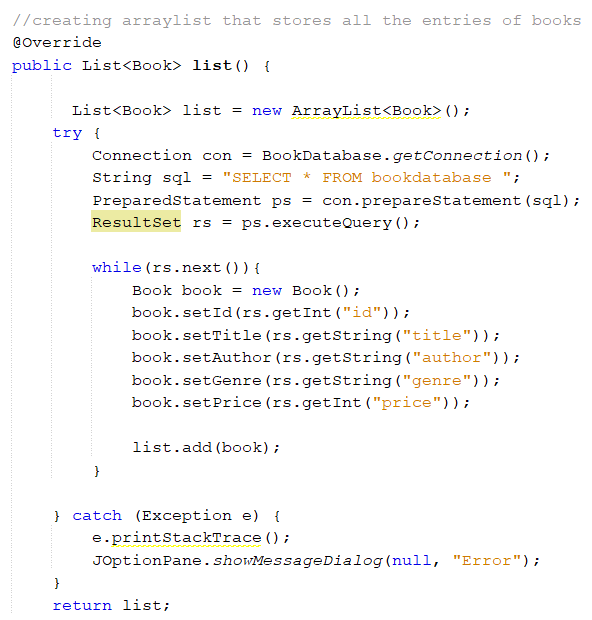 //creating arraylist that stores all the entries of books
@Override
public List<Book> list() {
List<Book> list = new ArrayList<Book>();
try {
Connection con = BookDatabase.getConnection();
String sql = "SELECT * FROM bookdatabase ";
PreparedStatement ps = con.prepareStatement(sql);
ResultSet rs = ps.executeQuery();
while(rs.next()){
Book book = new Book();
book.setId(rs.getInt("id"));
book.setTitle(rs.getString("title"));
book.setAuthor(rs.getString("author"));
book.setGenre(rs.getString("genre"));
book.setPrice(rs.getInt("price"));
list.add(book);
}
} catch (Exception e) {
e.printStackTrace();
JOptionPane.showMessageDialog(null, "Error");
}
return list;